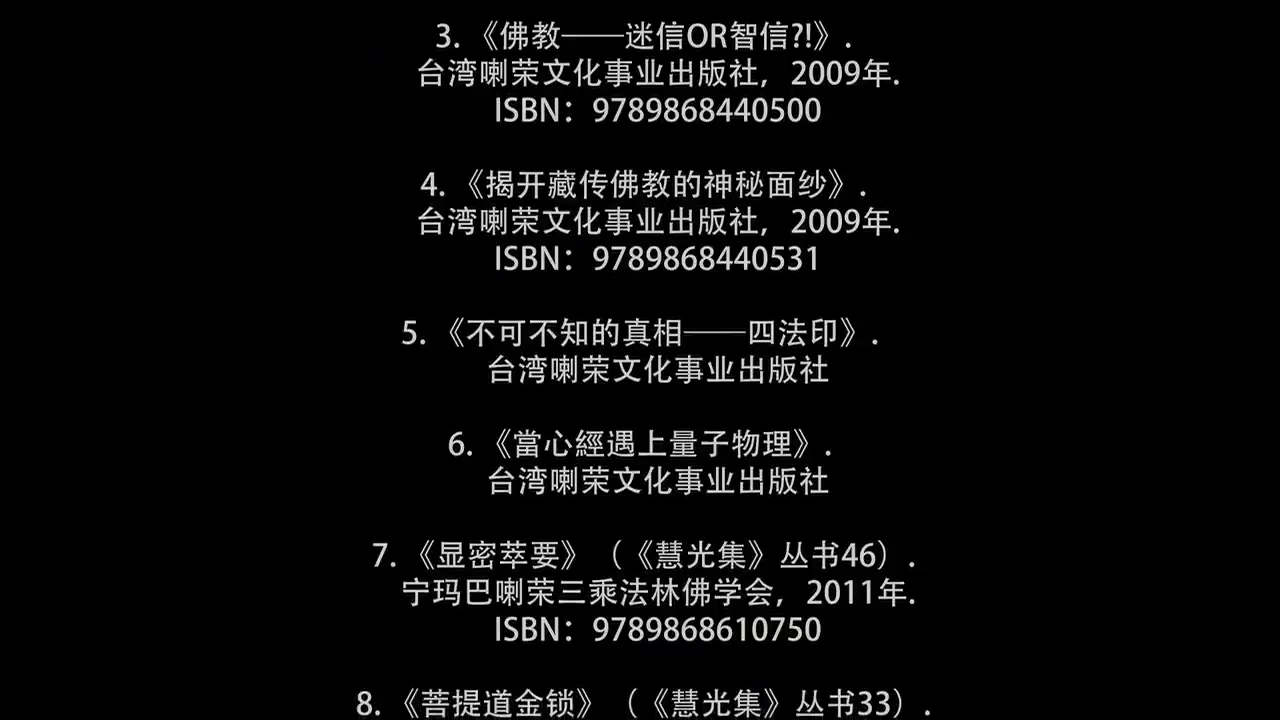 3. 《佛教——迷信OR智信?!》.
台湾喇荣文化事业出版社，2009年.
ISBN：9789868440500
4. 《揭开藏传佛教的神秘面纱》.
台湾喇荣文化事业出版社，2009年.
ISBN：9789868440531
5. 《不可不知的真相——四法印》.
台湾喇荣文化事业出版社
6. 《當心經遇上量子物理》.
台湾喇荣文化事业出版社
7. 《显密萃要》（《慧光集》丛书46）.
宁玛巴喇荣三乘法林佛学会，2011年.
ISBN：9789868610750
8. 《菩提道金锁》（《慧光集》丛书33）.